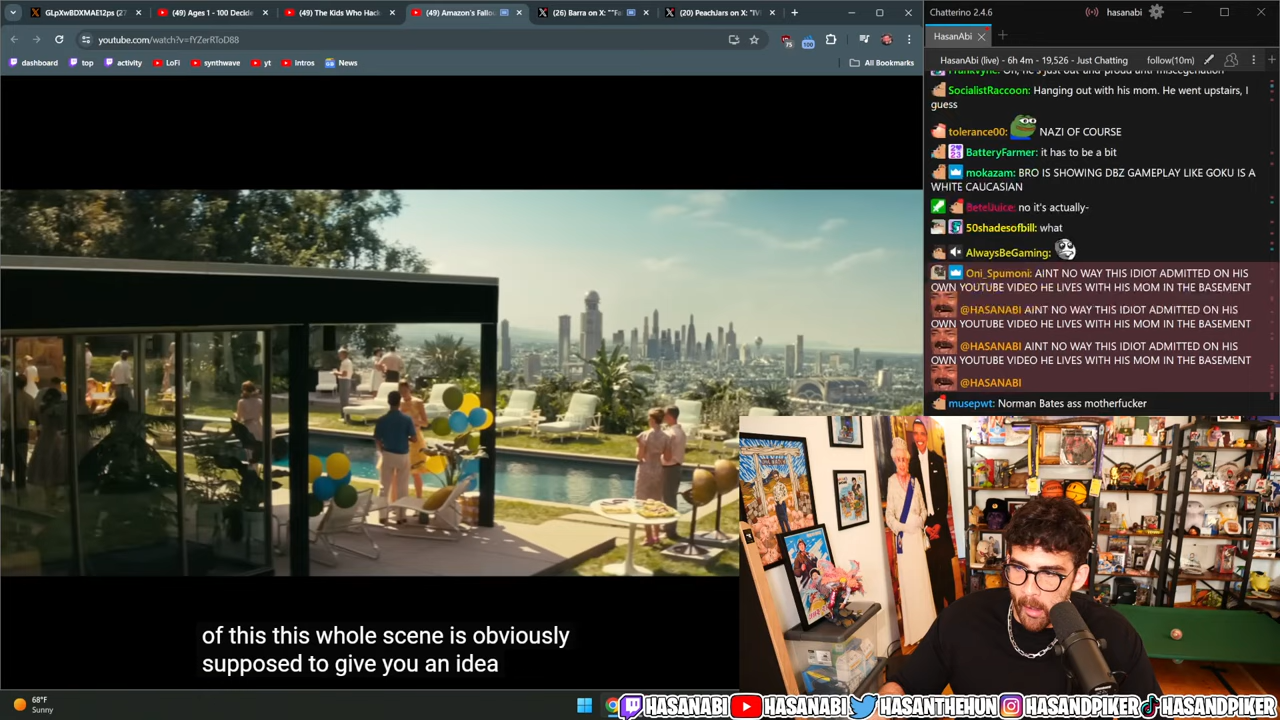 GLpXwBDXMAE12ps (2
(49) Ages 1 - 100 Decide
(49) The Kids Who Hac
(49) Amazon's Fallo
(26) Barra on X: "'Fa
(20) PeachJars on X: "IV
youtube.com/watch?v=fYZerRToD88
75
100
dashboard
top
activity
LoFi
synthwave
yt
intros
News
All Bookmarks
Chatterino 2.4.6
hasanabi
HasanAbi
HasanAbi (live) - 6h 4m - 19,526 - Just Chatting
follow(10m)
SocialistRaccoon: Hanging out with his mom. He went upstairs, I
guess
tolerance00: NAZI OF COURSE
BatteryFarmer: it has to be a bit
mokazam: BRO IS SHOWING DBZ GAMEPLAY LIKE GOKU IS A
WHITE CAUCASIAN
BetelJuice: no it's actually-
50shadesofbill: what
AlwaysBeGaming:
Oni_Spumoni: AINT NO WAY THIS IDIOT ADMITTED ON HIS
OWN YOUTUBE VIDEO HE LIVES WITH HIS MOM IN THE BASEMENT
@HASANABI AINT NO WAY THIS IDIOT ADMITTED ON HIS
OWN YOUTUBE VIDEO HE LIVES WITH HIS MOM IN THE BASEMENT
@HASANABI AINT NO WAY THIS IDIOT ADMITTED ON HIS
OWN YOUTUBE VIDEO HE LIVES WITH HIS MOM IN THE BASEMENT
@HASANABI
musepwt: Norman Bates ass motherfucker
of this this whole scene is obviously
supposed to give you an idea
68°F
Sunny
HASANABI
HASANABI
HASANTHEHUN
HASANDPIKER
HASANDPIKER